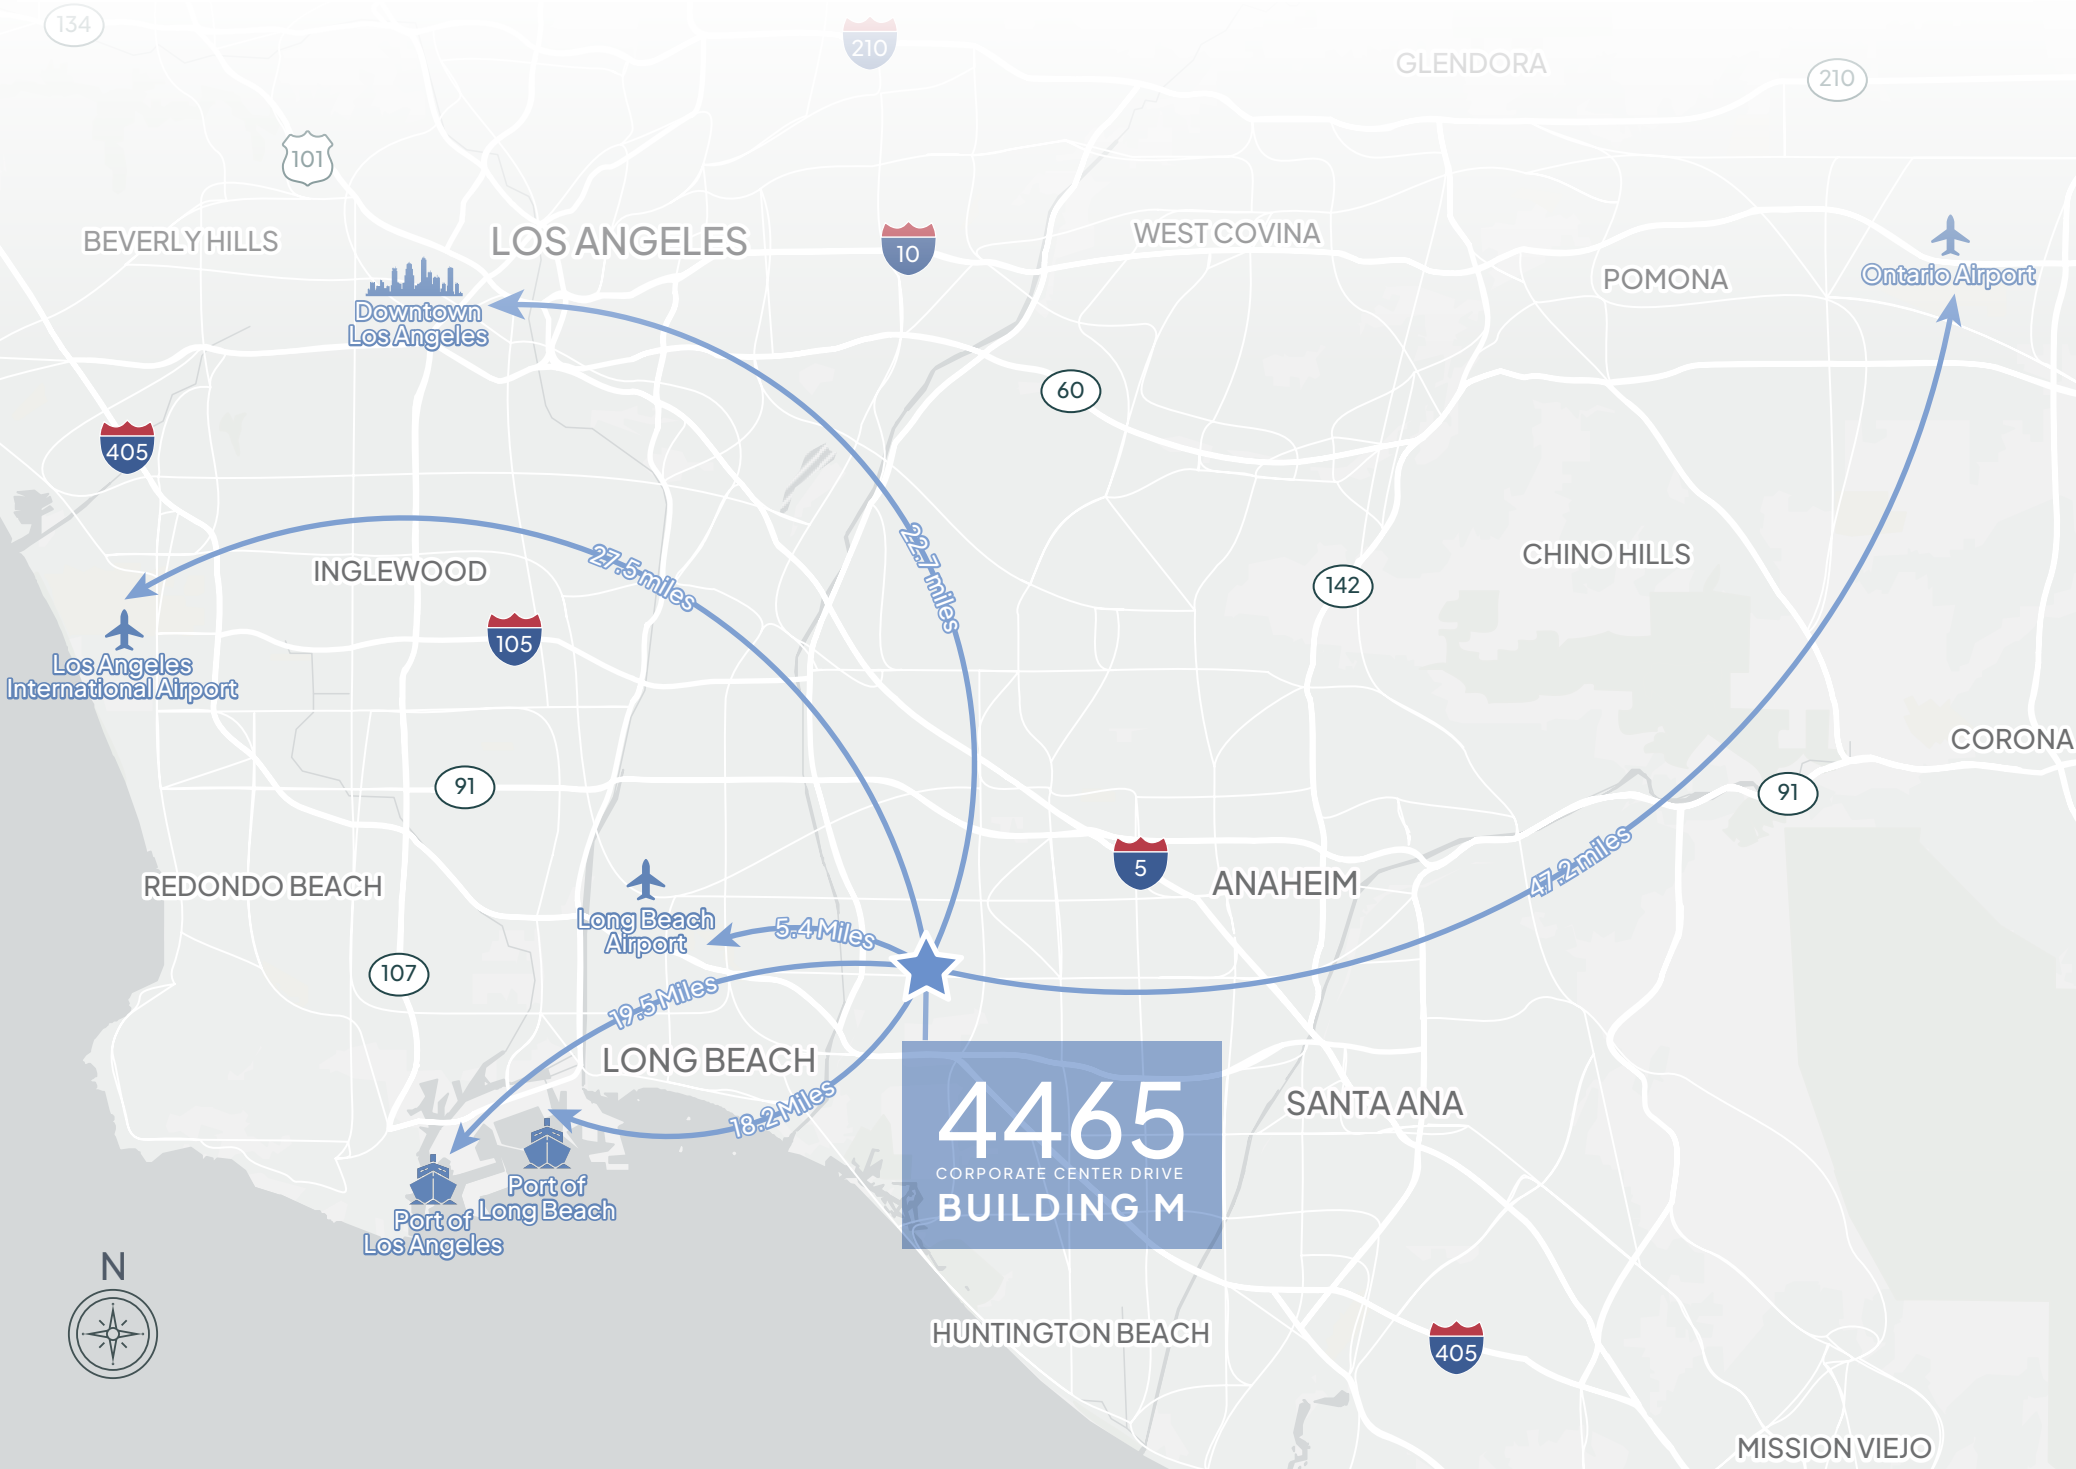 134
210
GLENDORA
210
101
BEVERLY HILLS
LOS ANGELES
10
WEST COVINA
POMONA
Ontario Airport
Downtown
Los Angeles
60
405
22.7 miles
27.5 miles
INGLEWOOD
CHINO HILLS
142
105
Los Angeles
International Airport
CORONA
91
91
47.2 miles
5
ANAHEIM
REDONDO BEACH
Long Beach
Airport
5.4 Miles
107
19.5 Miles
LONG BEACH
18.2 Miles
SANTA ANA
4465
CORPORATE CENTER DRIVE
BUILDING M
Port of
Long Beach
Port of
Los Angeles
N
HUNTINGTON BEACH
405
MISSION VIEJO